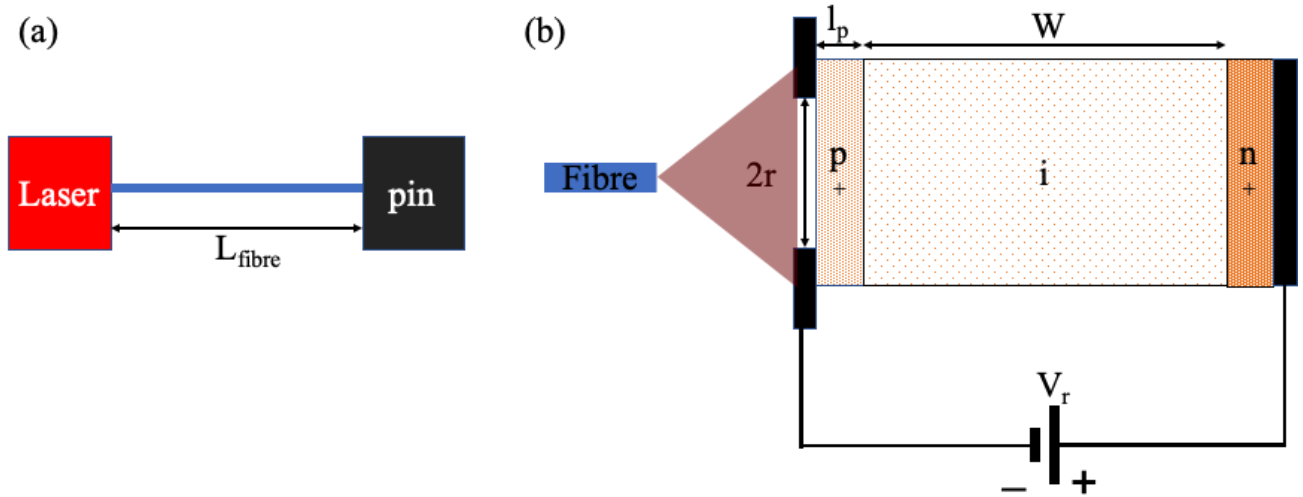 (a)
Laser
pin
L_fibre
(b)
l_p
W
Fibre
2r
p
+
i
n
+
V_r
− +